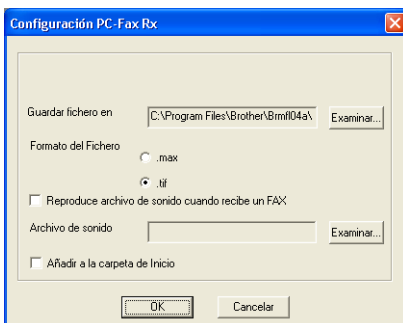 Configuración PC-Fax Rx
Guardar fichero en C:\Program Files\Brother\Brmfl04a\ Examinar...
Formato del Fichero
.max
.tif
Reproduce archivo de sonido cuando recibe un FAX
Archivo de sonido Examinar...
Añadir a la carpeta de Inicio
OK Cancelar